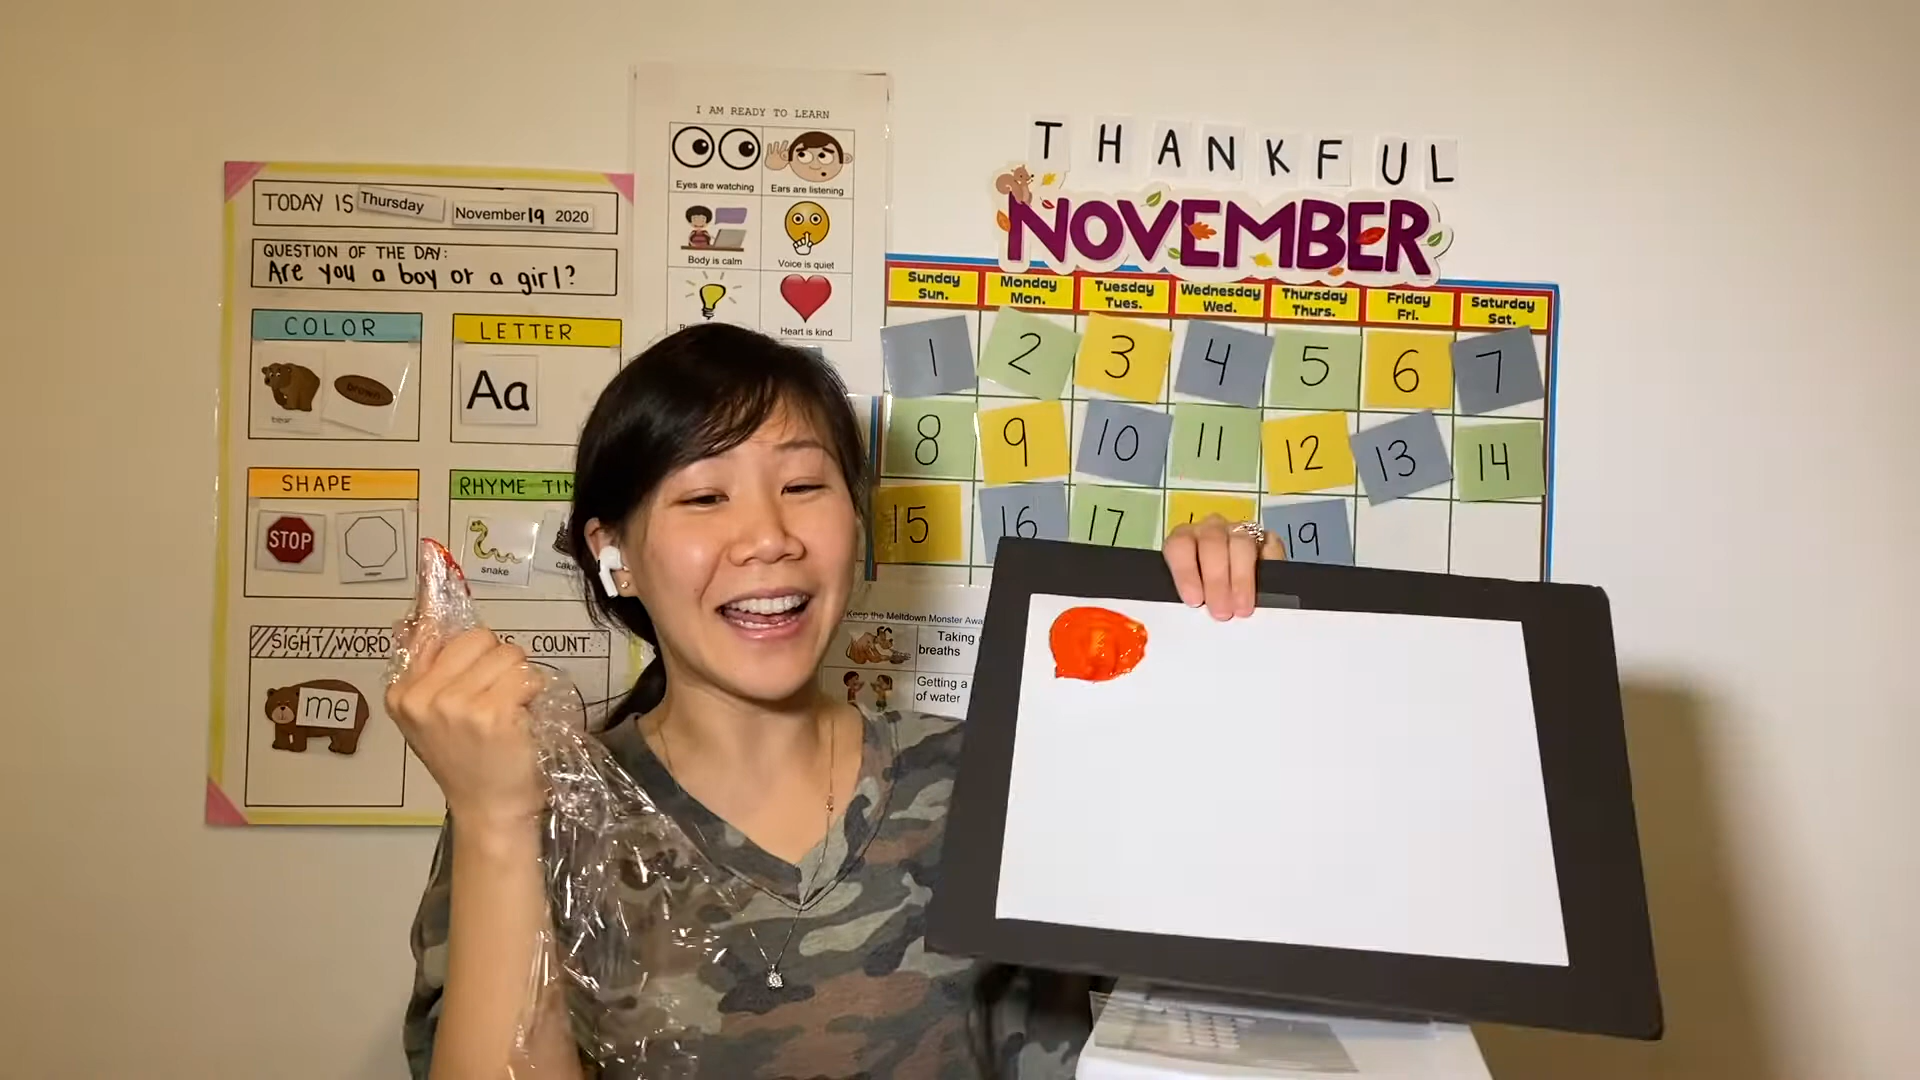 TODAY IS Thursday November 19 2020
QUESTION OF THE DAY:
Are you a boy or a girl?
COLOR
bear
brown
LETTER
Aa
SHAPE
STOP
RHYME TIM
snake
cake
SIGHT WORD
me
'S COUNT
I AM READY TO LEARN
Eyes are watching
Ears are listening
Body is calm
Voice is quiet
Heart is kind
Keep the Meltdown Monster Awa
Taking
breaths
Getting a
of water
THANKFUL
NOVEMBER
Sunday Monday Tuesday Wednesday Thursday Friday Saturday
Sun. Mon. Tues. Wed. Thurs. Fri. Sat.
1 2 3 4 5 6 7
8 9 10 11 12 13 14
15 16 17 19